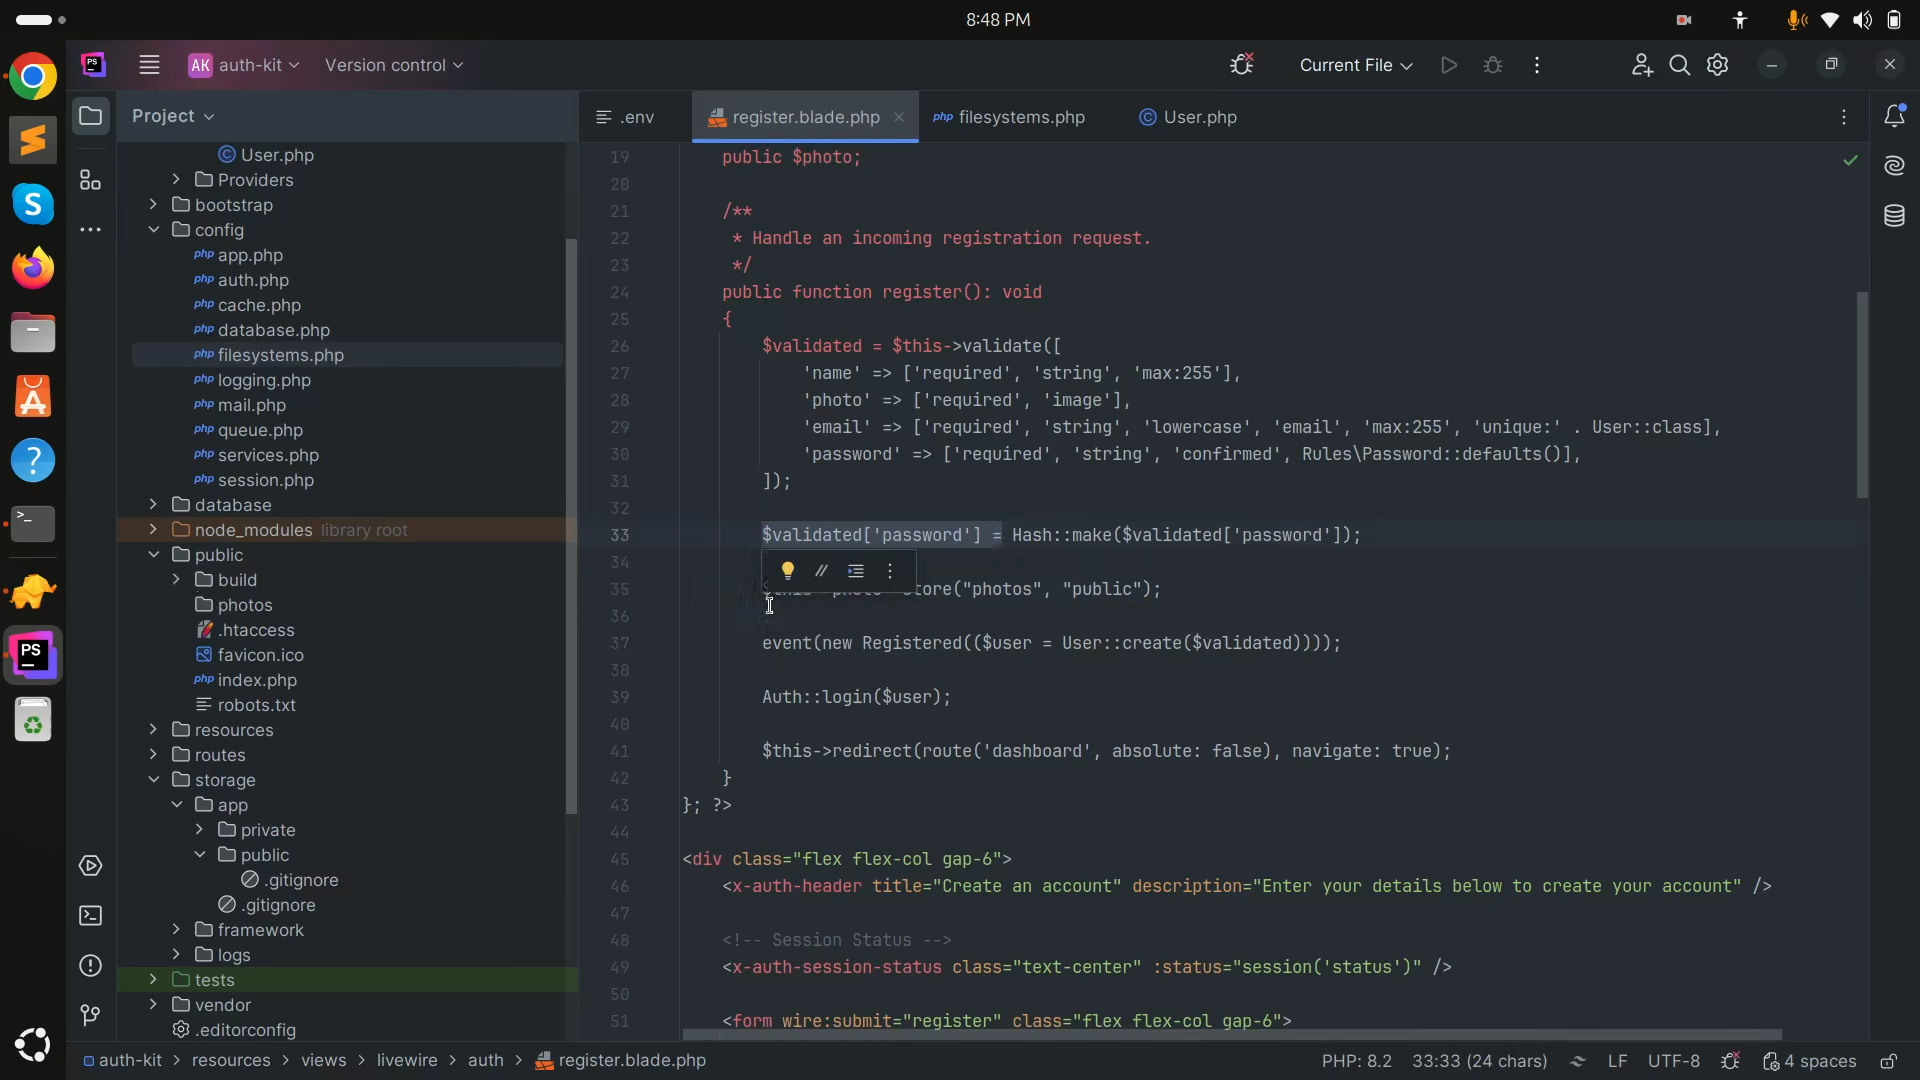 8:48 PM
PS
AK auth-kit
Version control
Current File
Project
.env
register.blade.php
php filesystems.php
C User.php
C User.php
Providers
bootstrap
config
php app.php
php auth.php
php cache.php
php database.php
php filesystems.php
php logging.php
php mail.php
php queue.php
php services.php
php session.php
database
node_modules library root
public
build
photos
.htaccess
favicon.ico
php index.php
robots.txt
resources
routes
storage
app
private
public
.gitignore
.gitignore
framework
logs
tests
vendor
.editorconfig
19 public $photo;
20
21 /**
22 * Handle an incoming registration request.
23 */
24 public function register(): void
25 {
26 $validated = $this->validate([
27 'name' => ['required', 'string', 'max:255'],
28 'photo' => ['required', 'image'],
29 'email' => ['required', 'string', 'lowercase', 'email', 'max:255', 'unique:' . User::class],
30 'password' => ['required', 'string', 'confirmed', Rules\Password::defaults()],
31 ]);
32
33 $validated['password'] = Hash::make($validated['password']);
34
35 $this->photo->store("photos", "public");
36
37 event(new Registered(($user = User::create($validated))));
38
39 Auth::login($user);
40
41 $this->redirect(route('dashboard', absolute: false), navigate: true);
42 }
43 }; ?>
44
45 <div class="flex flex-col gap-6">
46 <x-auth-header title="Create an account" description="Enter your details below to create your account" />
47
48 <!-- Session Status -->
49 <x-auth-session-status class="text-center" :status="session('status')" />
50
51 <form wire:submit="register" class="flex flex-col gap-6">
auth-kit > resources > views > livewire > auth > register.blade.php
PHP: 8.2 33:33 (24 chars) LF UTF-8 4 spaces
S
A
?
PS